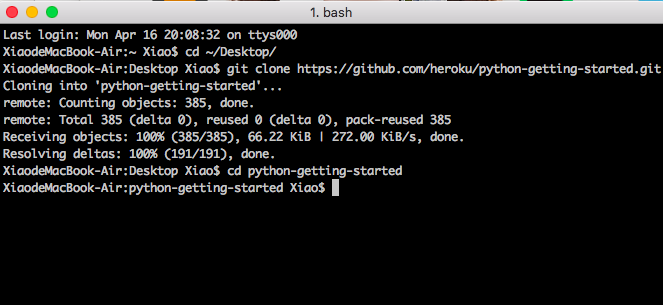 1. bash
Last login: Mon Apr 16 20:08:32 on ttys000
XiaodeMacBook-Air:~ Xiao$ cd ~/Desktop/
XiaodeMacBook-Air:Desktop Xiao$ git clone https://github.com/heroku/python-getting-started.git
Cloning into 'python-getting-started'...
remote: Counting objects: 385, done.
remote: Total 385 (delta 0), reused 0 (delta 0), pack-reused 385
Receiving objects: 100% (385/385), 66.22 KiB | 272.00 KiB/s, done.
Resolving deltas: 100% (191/191), done.
XiaodeMacBook-Air:Desktop Xiao$ cd python-getting-started
XiaodeMacBook-Air:python-getting-started Xiao$